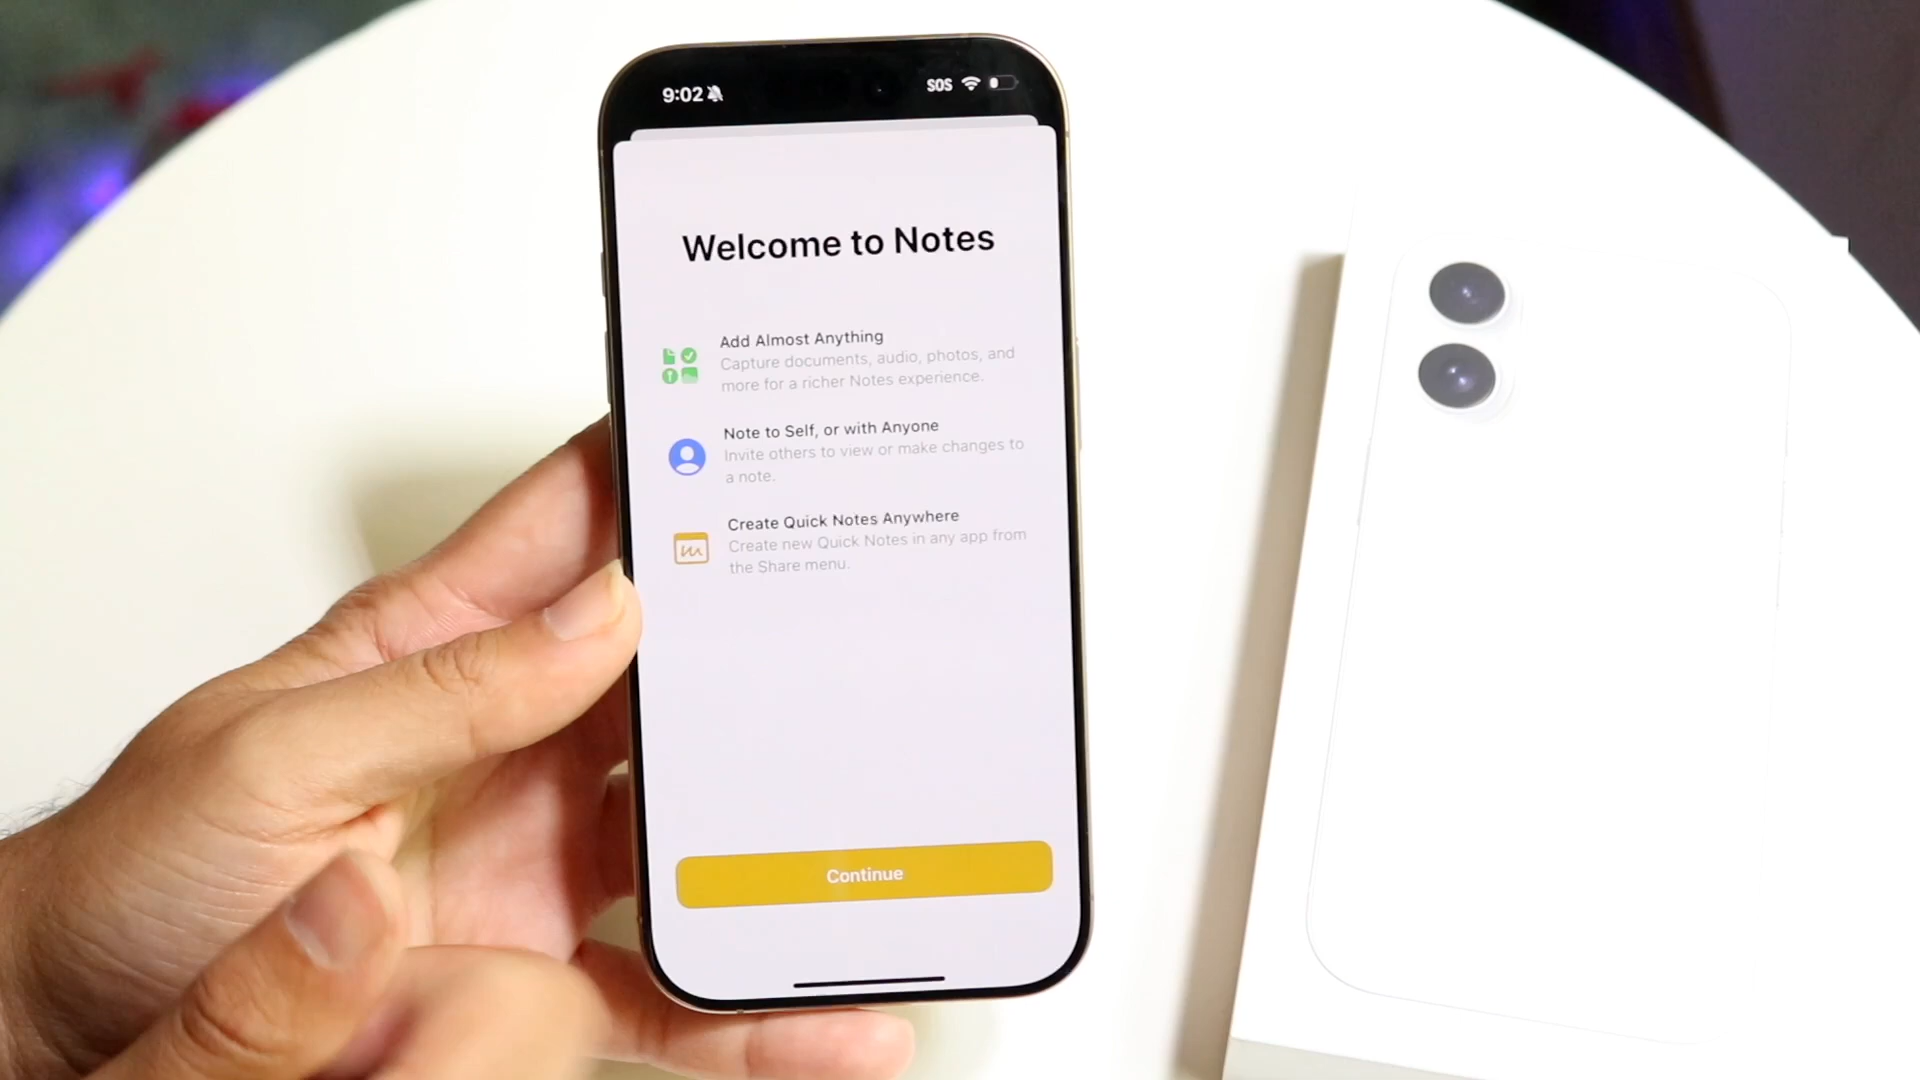 9:02
SOS
Welcome to Notes
Add Almost Anything
Capture documents, audio, photos, and
more for a richer Notes experience.
Note to Self, or with Anyone
Invite others to view or make changes to
a note.
Create Quick Notes Anywhere
Create new Quick Notes in any app from
the Share menu.
Continue